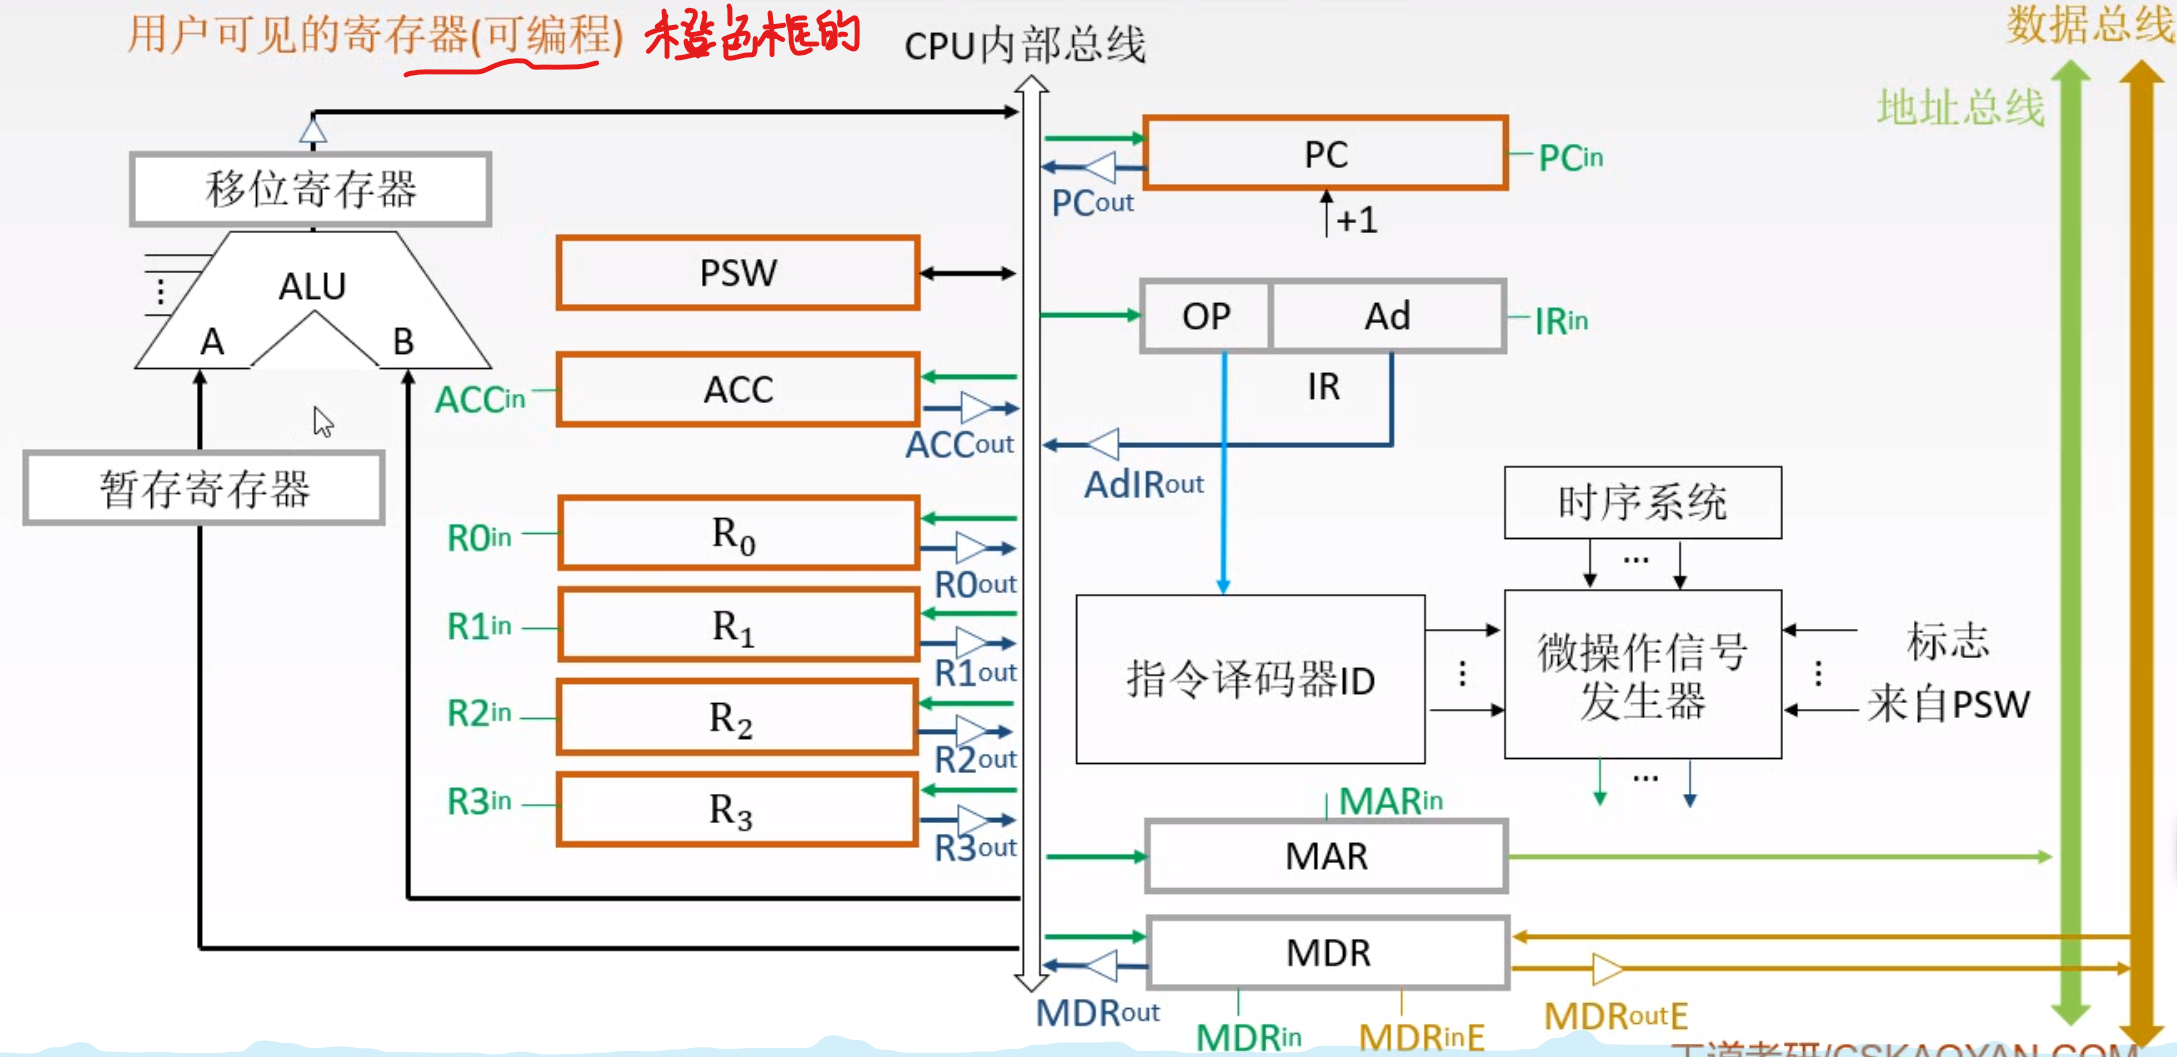 用户可见的寄存器(可编程) 橙色框的
CPU内部总线
数据总线
地址总线
移位寄存器
ALU
A
B
暂存寄存器
PSW
ACC
ACCin
ACCout
R0
R0in
R0out
R1
R1in
R1out
R2
R2in
R2out
R3
R3in
R3out
PC
PCin
PCout
+1
OP
Ad
IRin
IR
AdIRout
时序系统
...
指令译码器ID
微操作信号
发生器
标志
来自PSW
...
MARin
MAR
MDR
MDRout
MDRin
MDRinE
MDRoutE
王道考研/CSKAOYAN.COM